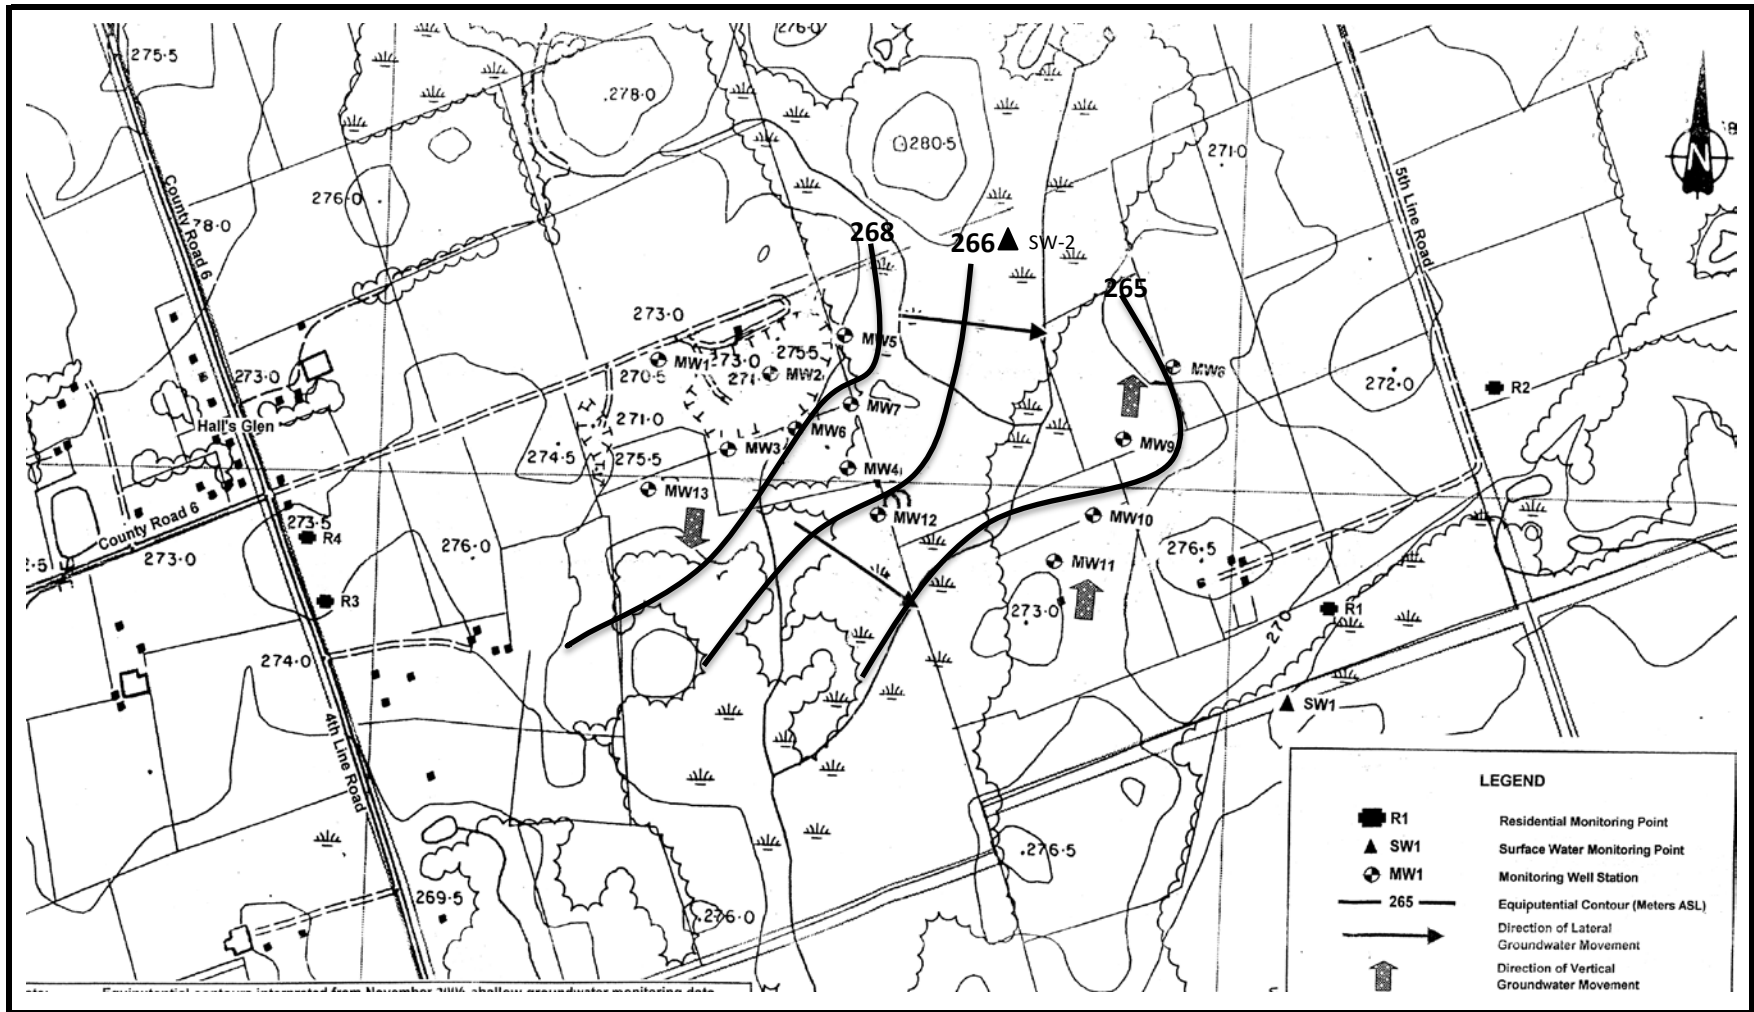 275.5
276.0
278.0
280.5
271.0
276.0
78.0
County Road 6
5th Line Road
N
268
266
SW-2
265
273.0
MW5
MW1
273.0
275.5
270.5
271.
MW2
273.0
272.0
R2
271.0
MW7
MW6
Hall's Glen
274.5
275.5
MW3
MW9
MW4
MW13
MW12
MW10
County Road 6
273.5
R4
273.0
276.0
276.5
MW11
R3
273.0
R1
270
274.0
SW1
4th Line Road
276.5
269.5
276.0
LEGEND
R1 Residential Monitoring Point
SW1 Surface Water Monitoring Point
MW1 Monitoring Well Station
265 Equiputential Contour (Meters ASL)
Direction of Lateral
Groundwater Movement
Direction of Vertical
Groundwater Movement